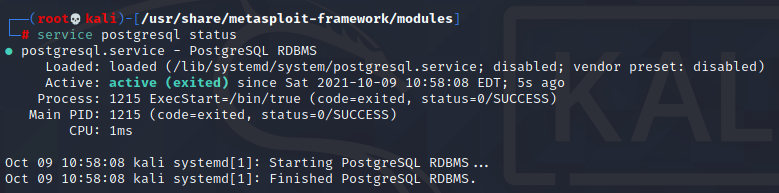 ┌──(root💀kali)-[/usr/share/metasploit-framework/modules]
└─# service postgresql status
● postgresql.service - PostgreSQL RDBMS
     Loaded: loaded (/lib/systemd/system/postgresql.service; disabled; vendor preset: disabled)
     Active: active (exited) since Sat 2021-10-09 10:58:08 EDT; 5s ago
    Process: 1215 ExecStart=/bin/true (code=exited, status=0/SUCCESS)
   Main PID: 1215 (code=exited, status=0/SUCCESS)
        CPU: 1ms

Oct 09 10:58:08 kali systemd[1]: Starting PostgreSQL RDBMS...
Oct 09 10:58:08 kali systemd[1]: Finished PostgreSQL RDBMS.
KAL